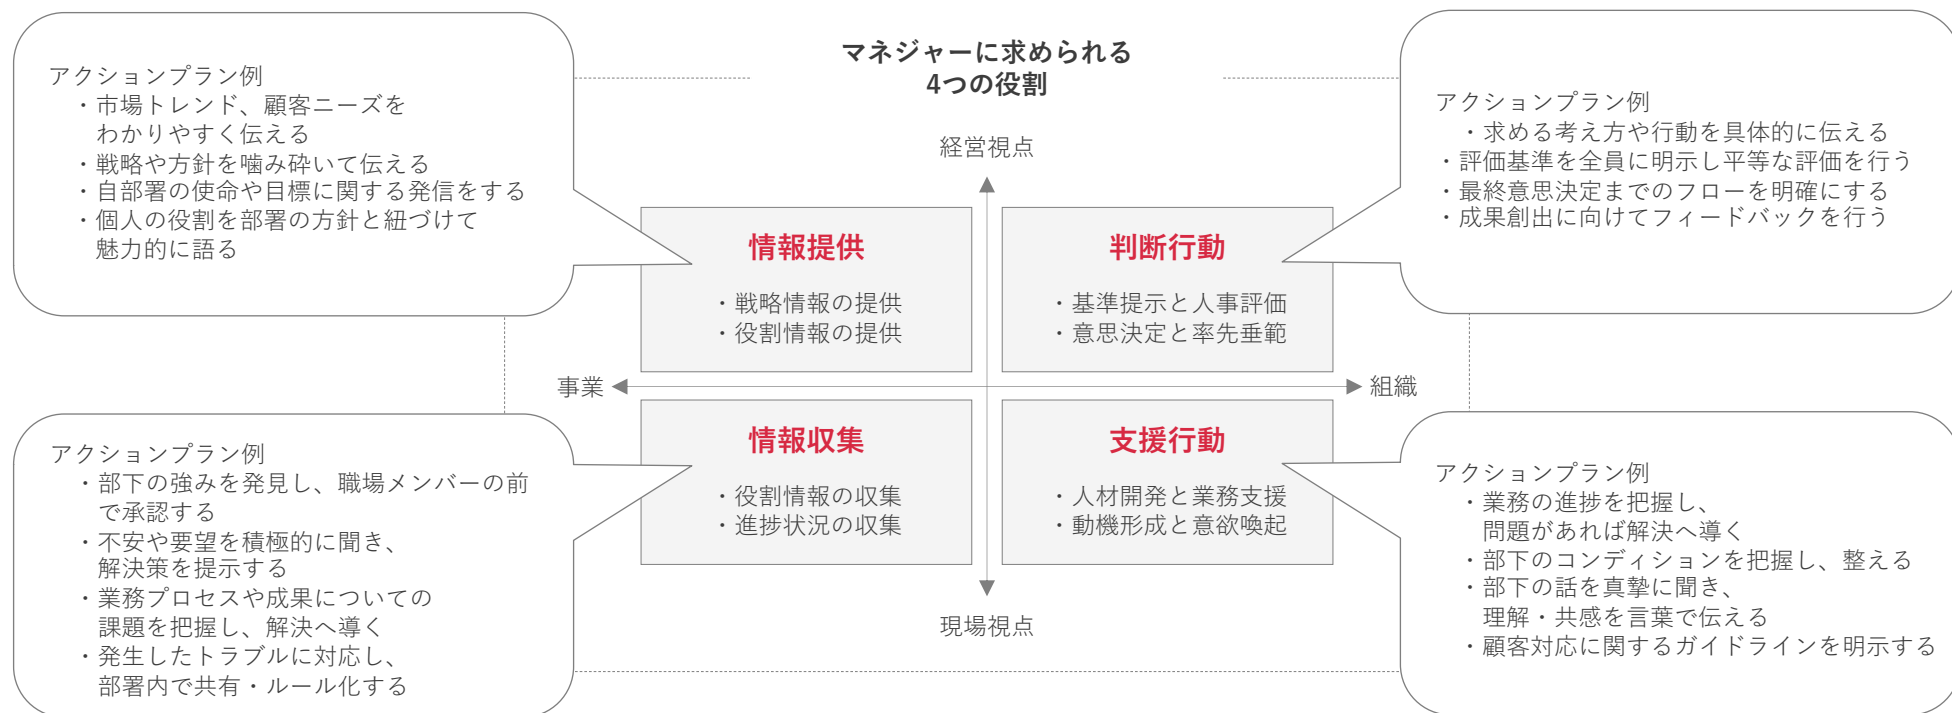 マネジャーに求められる
4つの役割
アクションプラン例
・市場トレンド、顧客ニーズを
わかりやすく伝える
・戦略や方針を噛み砕いて伝える
・自部署の使命や目標に関する発信をする
・個人の役割を部署の方針と紐づけて
魅力的に語る
アクションプラン例
・求める考え方や行動を具体的に伝える
・評価基準を全員に明示し平等な評価を行う
・最終意思決定までのフローを明確にする
・成果創出に向けてフィードバックを行う
経営視点
情報提供
・戦略情報の提供
・役割情報の提供
判断行動
・基準提示と人事評価
・意思決定と率先垂範
事業
組織
情報収集
・役割情報の収集
・進捗状況の収集
支援行動
・人材開発と業務支援
・動機形成と意欲喚起
現場視点
アクションプラン例
・部下の強みを発見し、職場メンバーの前
で承認する
・不安や要望を積極的に聞き、
解決策を提示する
・業務プロセスや成果についての
課題を把握し、解決へ導く
・発生したトラブルに対応し、
部署内で共有・ルール化する
アクションプラン例
・業務の進捗を把握し、
問題があれば解決へ導く
・部下のコンディションを把握し、整える
・部下の話を真摯に聞き、
理解・共感を言葉で伝える
・顧客対応に関するガイドラインを明示する